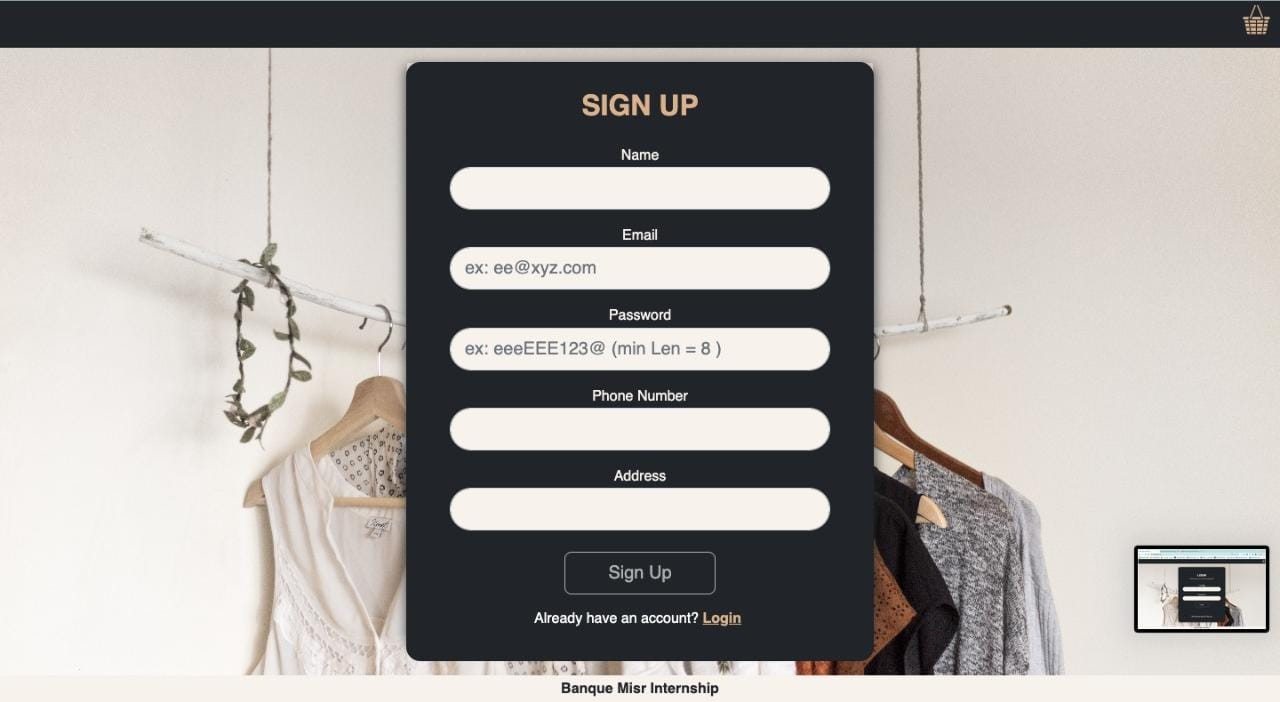 SIGN UP
Name
Email
ex: ee@xyz.com
Password
ex: eeeEEE123@ (min Len = 8 )
Phone Number
Address
Sign Up
Already have an account? Login
Banque Misr Internship